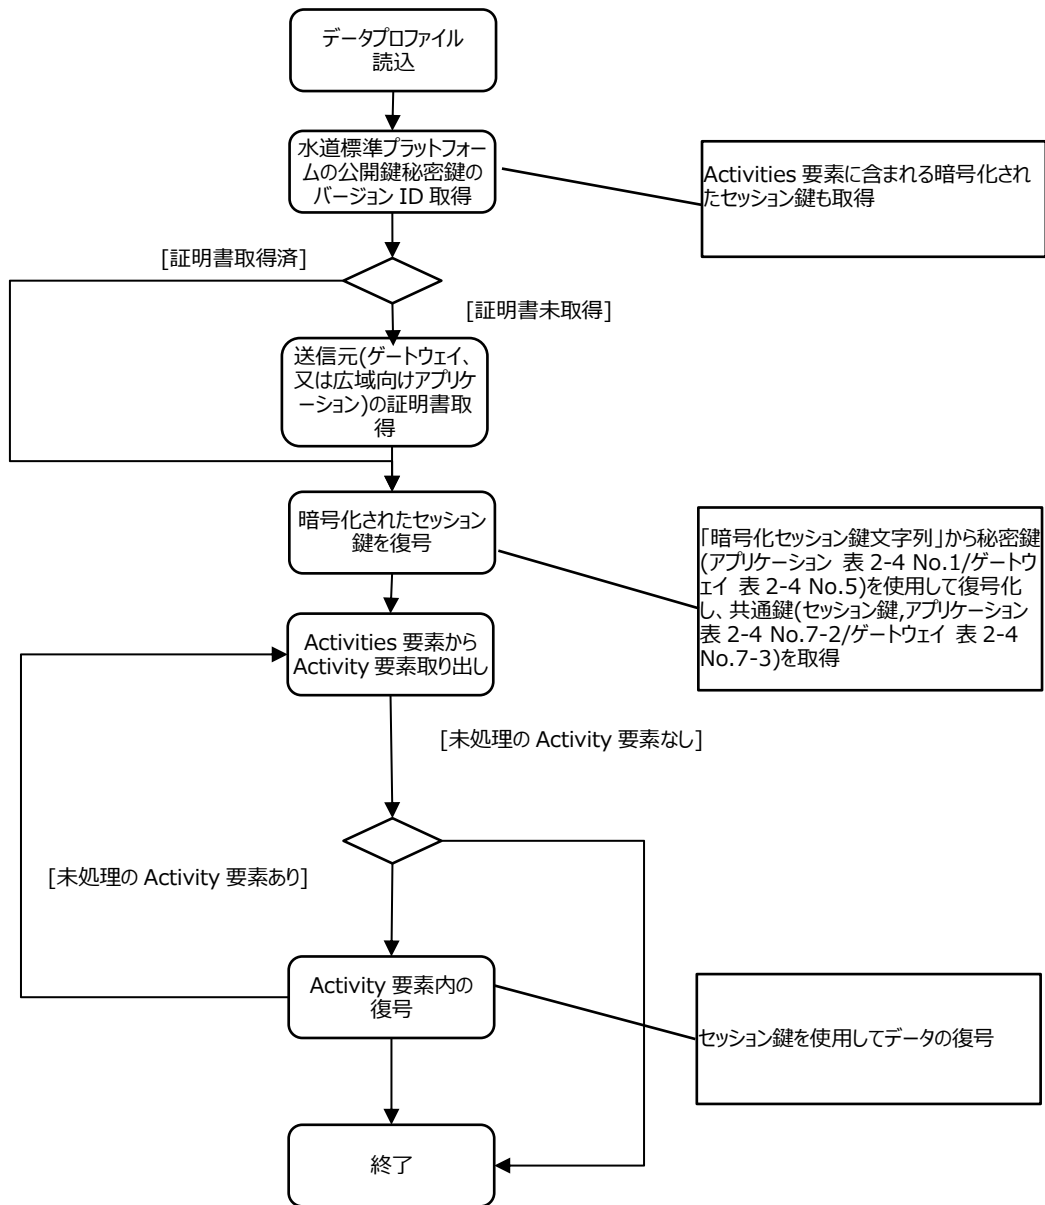 データプロファイル
読込
水道標準プラットフォー
ムの公開鍵秘密鍵の
バージョン ID 取得
Activities 要素に含まれる暗号化され
たセッション鍵も取得
[証明書取得済]
[証明書未取得]
送信元(ゲートウェイ、
又は広域向けアプリケ
ーション)の証明書取
得
暗号化されたセッション
鍵を復号
「暗号化セッション鍵文字列」から秘密鍵
(アプリケーション 表 2-4 No.1/ゲートウ
ェイ 表 2-4 No.5)を使用して復号化
し、共通鍵(セッション鍵,アプリケーション
表 2-4 No.7-2/ゲートウェイ 表 2-4
No.7-3)を取得
Activities 要素から
Activity 要素取り出し
[未処理の Activity 要素なし]
[未処理の Activity 要素あり]
Activity 要素内の
復号
セッション鍵を使用してデータの復号
終了